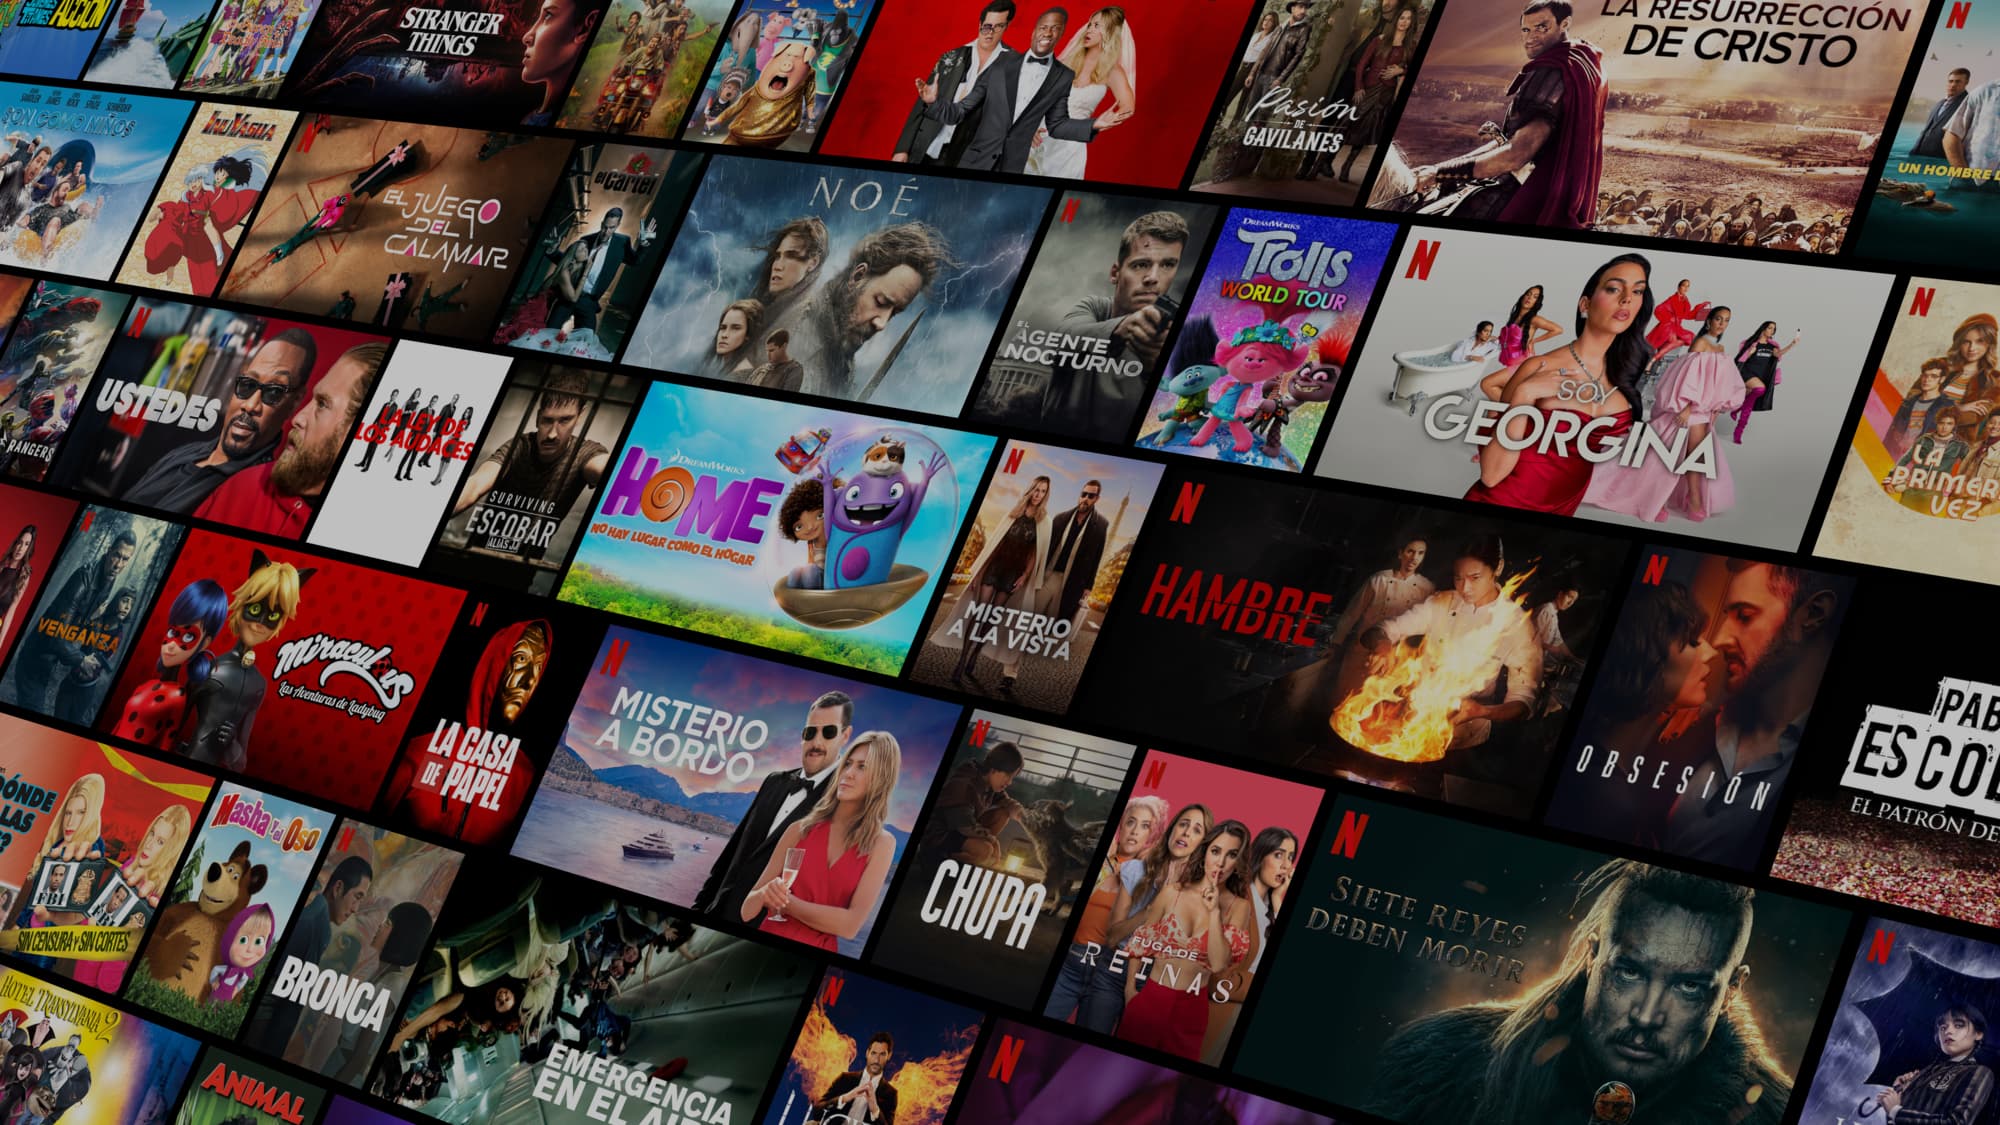 ACCIÓN
STRANGER
THINGS
Pasión
DE
GAVILANES
LA RESURRECCIÓN
DE CRISTO
N
UN HOMBRE
SON COMO NIÑOS
INUYASHA
N
EL JUEGO
DEL
CALAMAR
el Cartel
NOÉ
N
EL
AGENTE
NOCTURNO
DREAMWORKS
Trolls
WORLD TOUR
N
SOY
GEORGINA
N
LA
PRIMERA
VEZ
RANGERS
N
USTEDES
LA LEY DE
LOS AUDACES
SURVIVING
ESCOBAR
ALIAS JJ
DREAMWORKS
HOME
NO HAY LUGAR COMO EL HOGAR
N
MISTERIO
A LA VISTA
N
HAMBRE
N
OBSESIÓN
PAB
ESCO
EL PATRÓN DE
N
VENGANZA
Miraculous
Las Aventuras de Ladybug
N
LA CASA
DE PAPEL
N
MISTERIO
A BORDO
N
CHUPA
N
FUGA DE
REINAS
N
SIETE REYES
DEBEN MORIR
DÓNDE
LAS
FBI
FBI
SIN CENSURA Y SIN CORTES
Masha y el Oso
N
BRONCA
EMERGENCIA
EN EL AI
N
N
N
HOTEL TRANSYLVANIA 2
ANIMAL